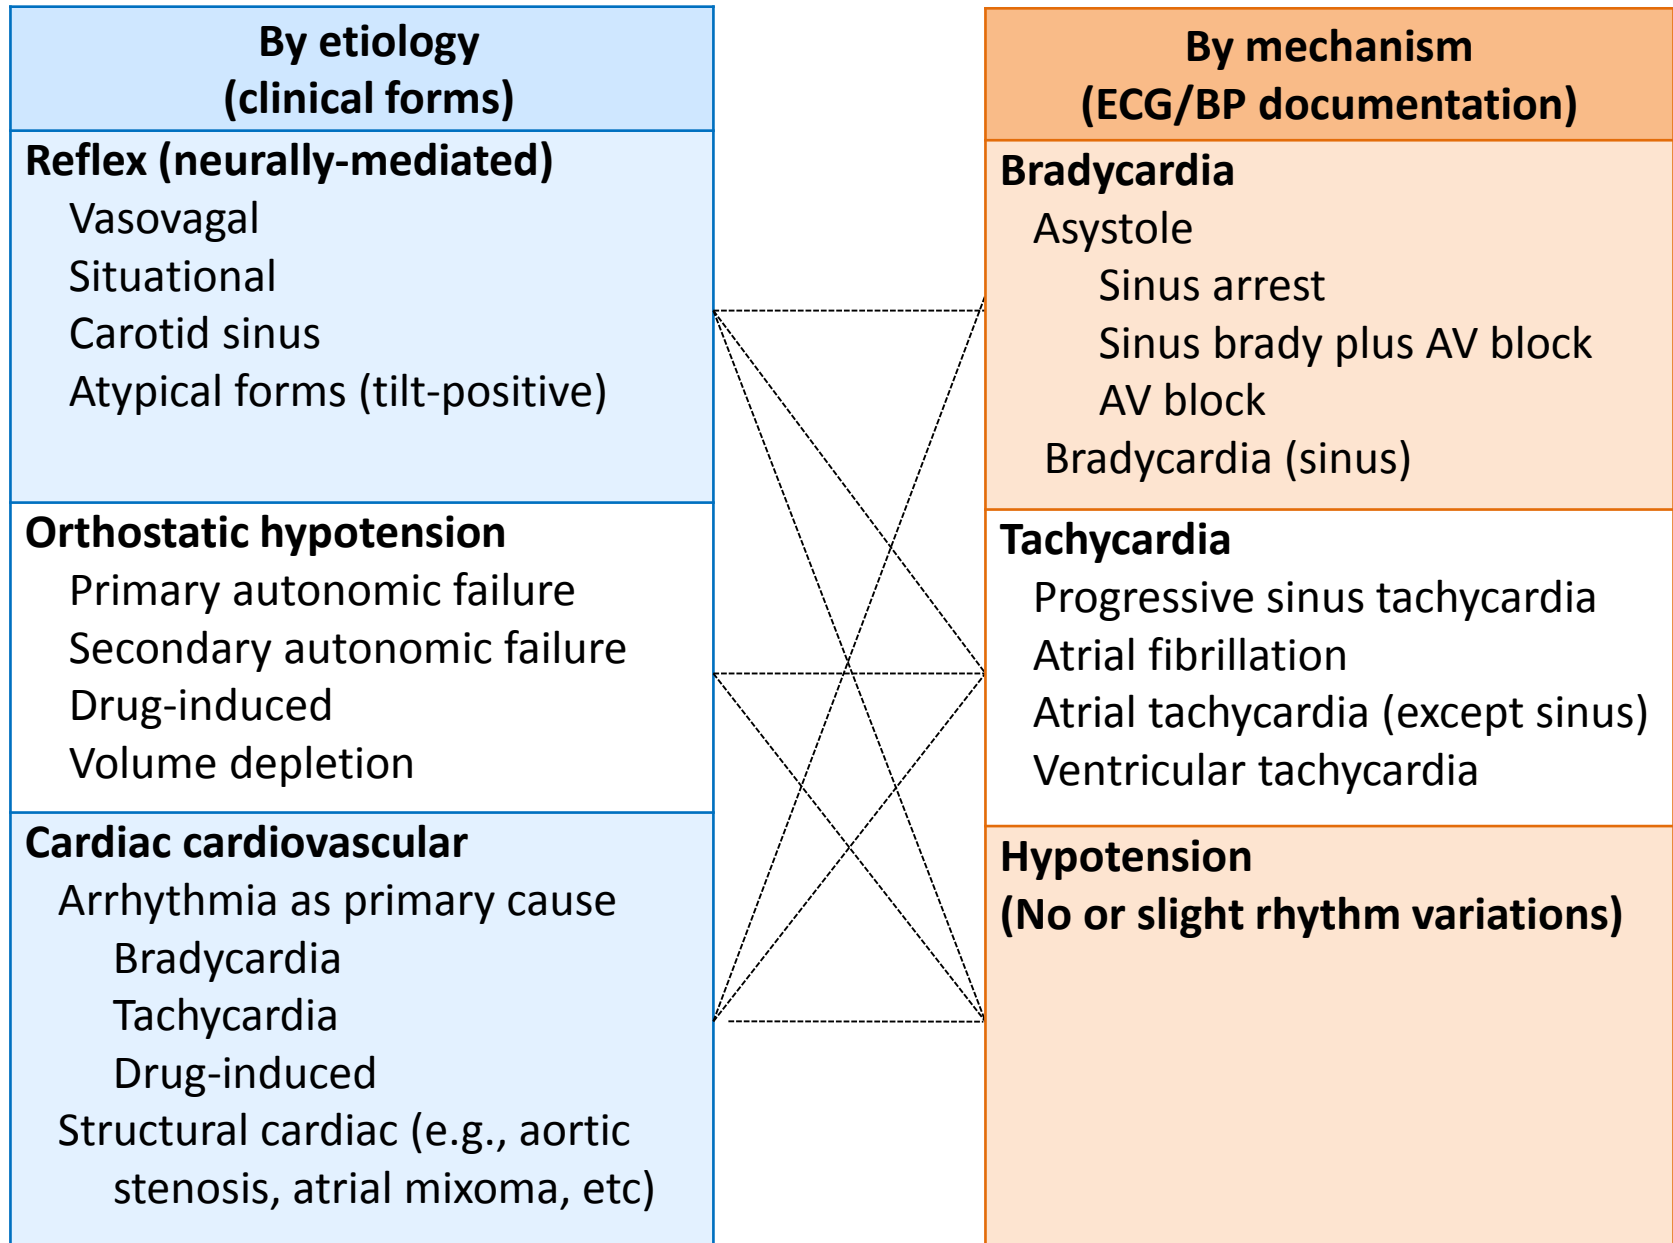 By etiology
(clinical forms)
Reflex (neurally-mediated)
Vasovagal
Situational
Carotid sinus
Atypical forms (tilt-positive)
Orthostatic hypotension
Primary autonomic failure
Secondary autonomic failure
Drug-induced
Volume depletion
Cardiac cardiovascular
Arrhythmia as primary cause
Bradycardia
Tachycardia
Drug-induced
Structural cardiac (e.g., aortic
stenosis, atrial mixoma, etc)
By mechanism
(ECG/BP documentation)
Bradycardia
Asystole
Sinus arrest
Sinus brady plus AV block
AV block
Bradycardia (sinus)
Tachycardia
Progressive sinus tachycardia
Atrial fibrillation
Atrial tachycardia (except sinus)
Ventricular tachycardia
Hypotension
(No or slight rhythm variations)